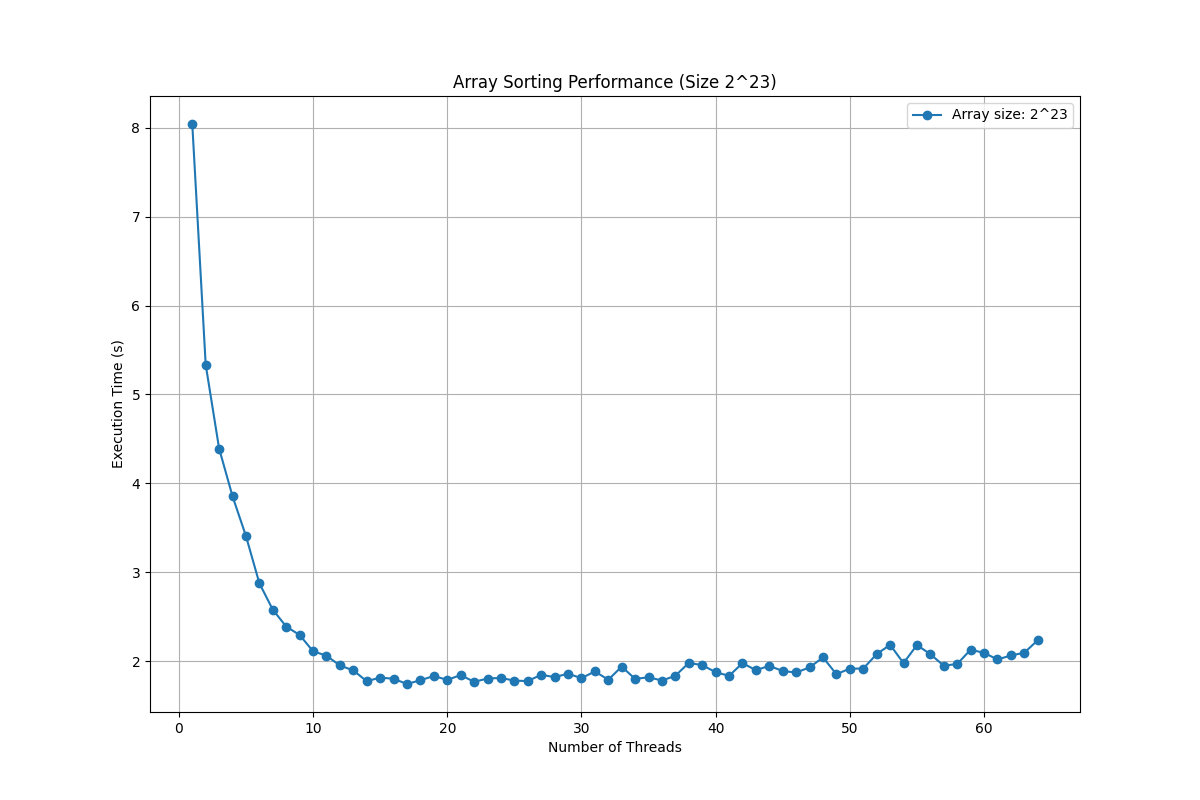 Array Sorting Performance (Size 2^23)
Array size: 2^23
Execution Time (s)
8
7
6
5
4
3
2
0 10 20 30 40 50 60
Number of Threads